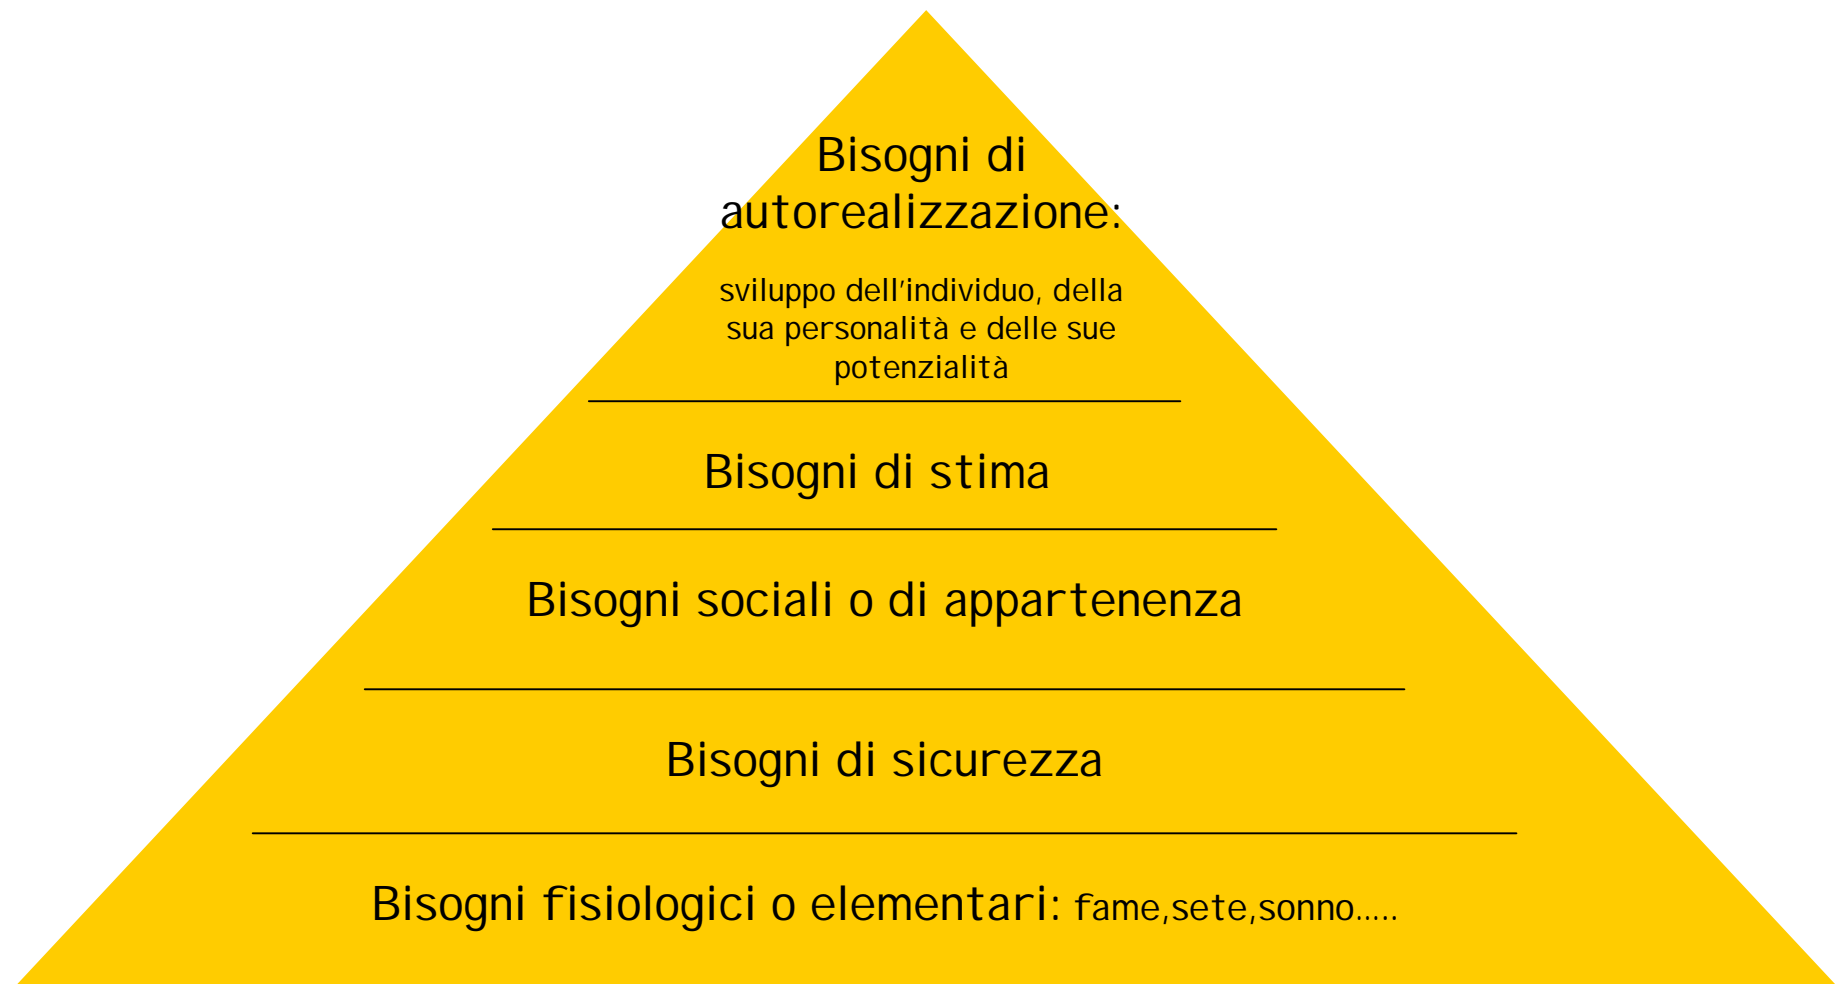 Bisogni di
autorealizzazione:
sviluppo dell'individuo, della
sua personalità e delle sue
potenzialità
Bisogni di stima
Bisogni sociali o di appartenenza
Bisogni di sicurezza
Bisogni fisiologici o elementari: fame,sete,sonno.....